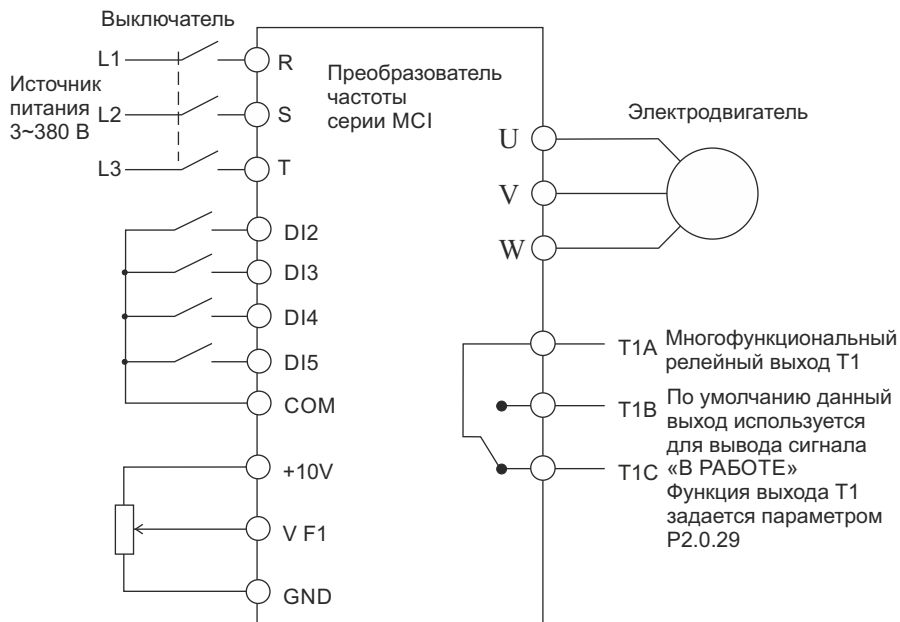 Выключатель
L1
R
Источник
питания
3~380 В
L2
S
L3
T
Преобразователь
частоты
серии MCI
Электродвигатель
U
V
W
DI2
DI3
DI4
DI5
COM
+10V
V F1
GND
T1A
Многофункциональный
релейный выход T1
T1B
По умолчанию данный
выход используется
для вывода сигнала
«В РАБОТЕ»
T1C
Функция выхода T1
задается параметром
P2.0.29